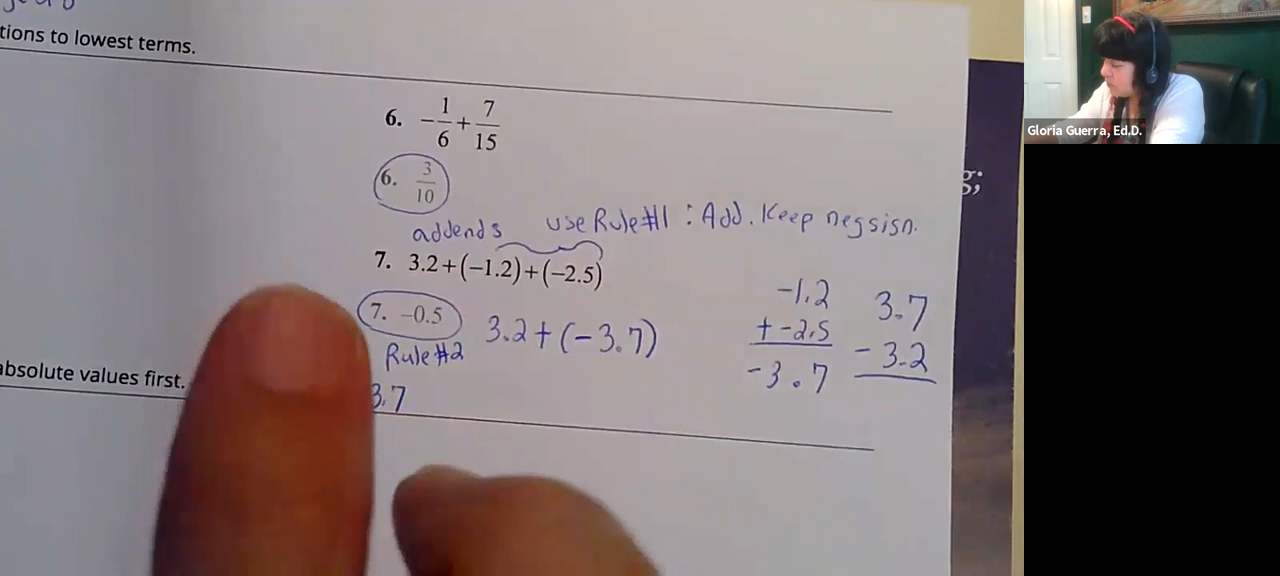 tions to lowest terms.
6. -1/6 + 7/15
6. 3/10
addends use Rule#1 : Add. Keep neg sign.
7. 3.2+(−1.2)+(−2.5)
7. −0.5
3.2+(−3.7)
Rule#2
3.7
-1.2
+ -2.5
-3.7
3.7
- 3.2
absolute values first.
g;
Gloria Guerra, Ed.D.